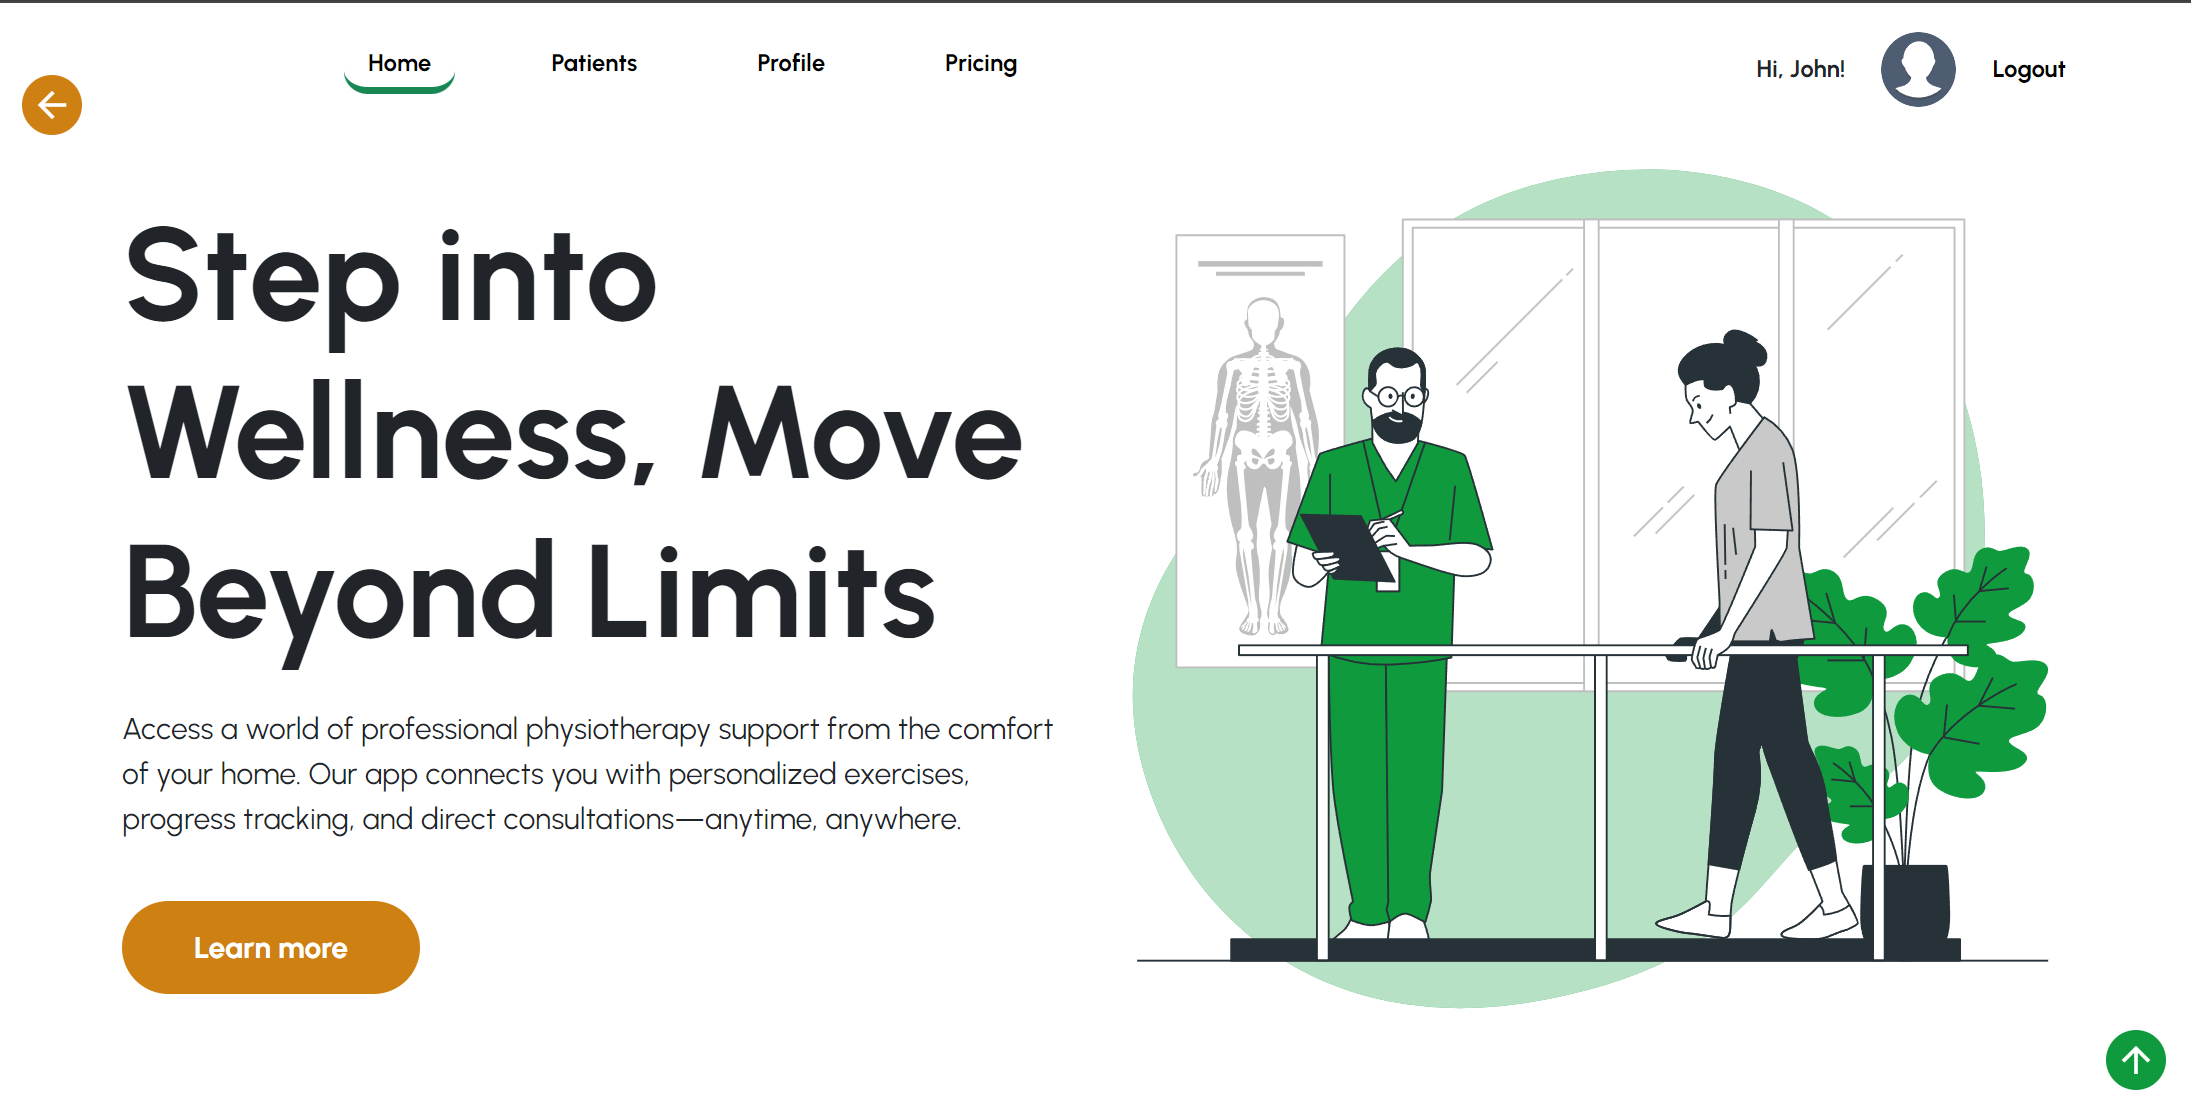 Home Patients Profile Pricing Hi, John! Logout
Step into
Wellness, Move
Beyond Limits
Access a world of professional physiotherapy support from the comfort
of your home. Our app connects you with personalized exercises,
progress tracking, and direct consultations—anytime, anywhere.
Learn more